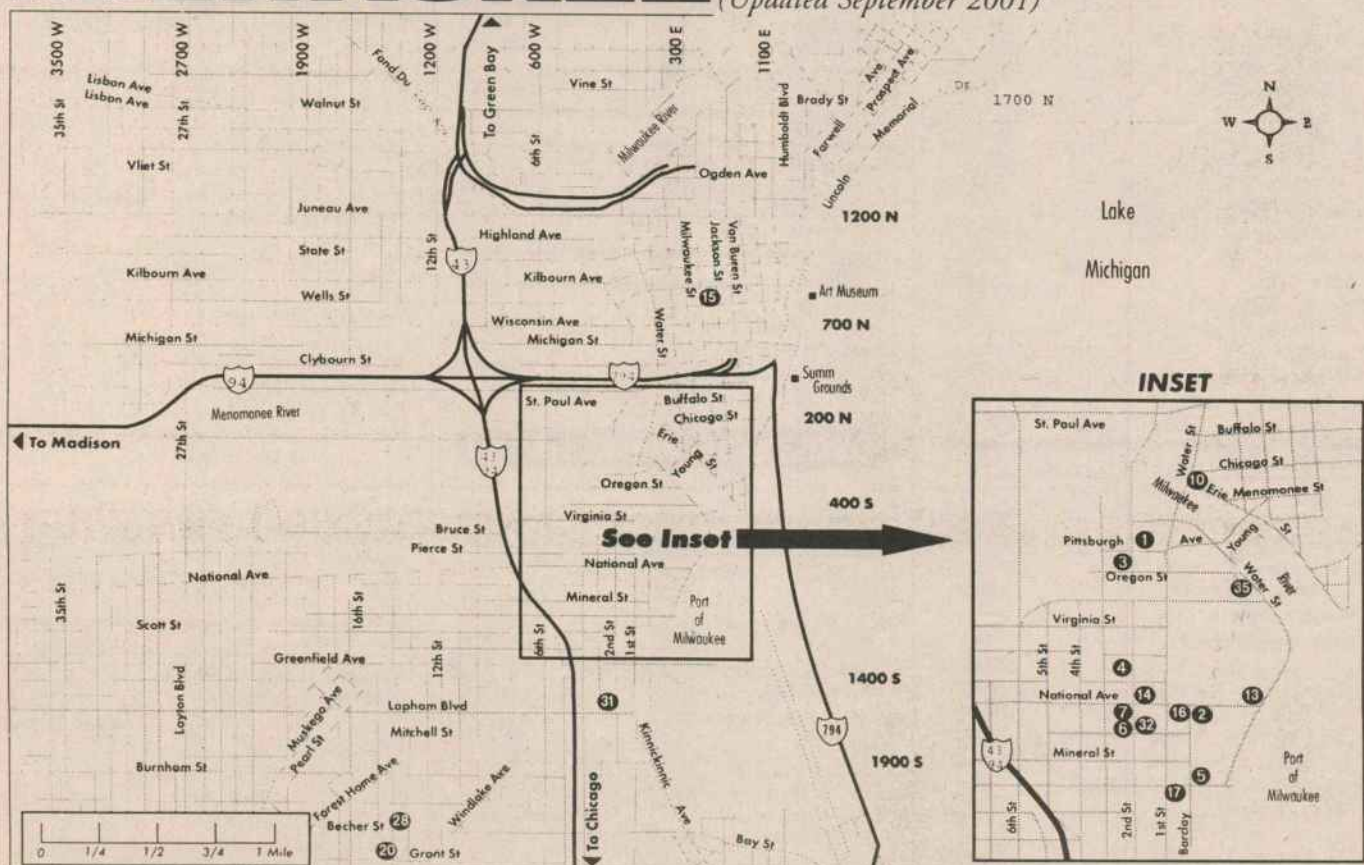 (Updated September 2001)
3500 W
2700 W
1900 W
1200 W
600 W
300 E
1100 E
To Green Bay
Fond Du
Lisbon Ave
Lisbon Ave
35th St
27th St
Walnut St
Vine St
6th St
Milwaukee River
Humboldt Blvd
Brady St
Farwell
Ave
Prospect Ave
Lincoln
Memorial
Dr
1700 N
N
W
E
S
Vliet St
Ogden Ave
Juneau Ave
1200 N
Lake
Michigan
State St
12th St
43
Highland Ave
Milwaukee St
Jackson St
Van Buren St
Kilbourn Ave
Kilbourn Ave
Wells St
15
Art Museum
Wisconsin Ave
700 N
Michigan St
Michigan St
Water St
Clybourn St
94
794
Summ
Grounds
Menomonee River
St. Paul Ave
Buffalo St
Chicago St
200 N
To Madison
27th St
43
94
Erie
Young St
Oregon St
400 S
Bruce St
Virginia St
Pierce St
See Inset
National Ave
National Ave
35th St
16th St
Mineral St
Port
of
Milwaukee
Scott St
6th St
2nd St
1st St
Greenfield Ave
12th St
1400 S
Layton Blvd
31
Muskego Ave
Pearl St
Lapham Blvd
Mitchell St
794
Kinnickinnic
Ave
Burnham St
1900 S
Forest Home Ave
Windlake Ave
To Chicago
Becher St
28
Bay St
20
Grant St
0 1/4 1/2 3/4 1 Mile
INSET
St. Paul Ave
Water St
Buffalo St
Chicago St
10
Milwaukee
River
Erie
Menomonee St
Pittsburgh
1
Ave
Young
St
3
Oregon St
Water St
35
Virginia St
5th St
4th St
4
National Ave
14
13
7
16
2
6
32
Mineral St
5
Port
of
Milwaukee
17
43
94
6th St
2nd St
1st St
Barclay